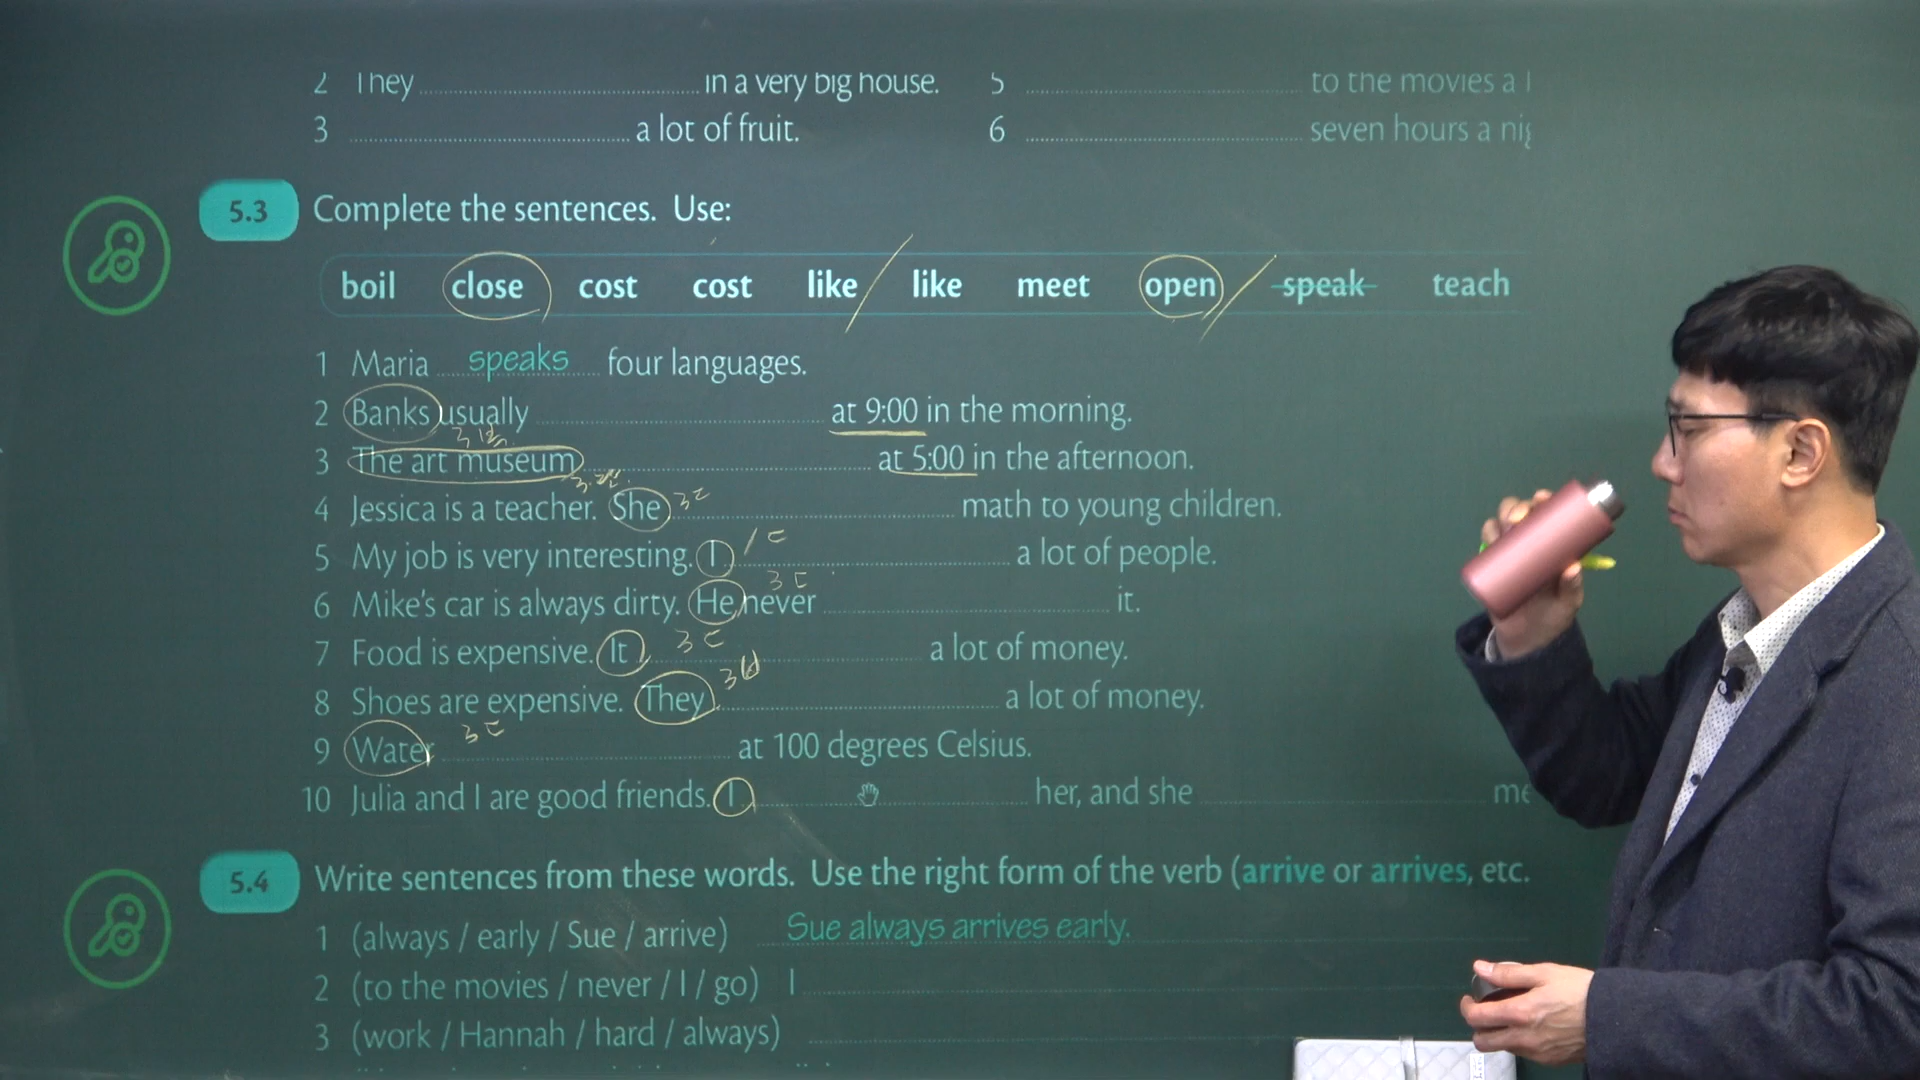 2 They ........ in a very big house. 5 ........ to the movies a l
3 ........ a lot of fruit. 6 ........ seven hours a nig
5.3 Complete the sentences. Use:
boil close cost cost like like meet open speak teach
1 Maria speaks four languages.
2 Banks usually ........ at 9:00 in the morning.
3 The art museum ........ at 5:00 in the afternoon.
4 Jessica is a teacher. She ........ math to young children.
5 My job is very interesting. I ........ a lot of people.
6 Mike's car is always dirty. He never ........ it.
7 Food is expensive. It ........ a lot of money.
8 Shoes are expensive. They ........ a lot of money.
9 Water ........ at 100 degrees Celsius.
10 Julia and I are good friends. I ........ her, and she ........ me
5.4 Write sentences from these words. Use the right form of the verb (arrive or arrives, etc.
1 (always / early / Sue / arrive) Sue always arrives early.
2 (to the movies / never / I / go) I ........
3 (work / Hannah / hard / always) ........